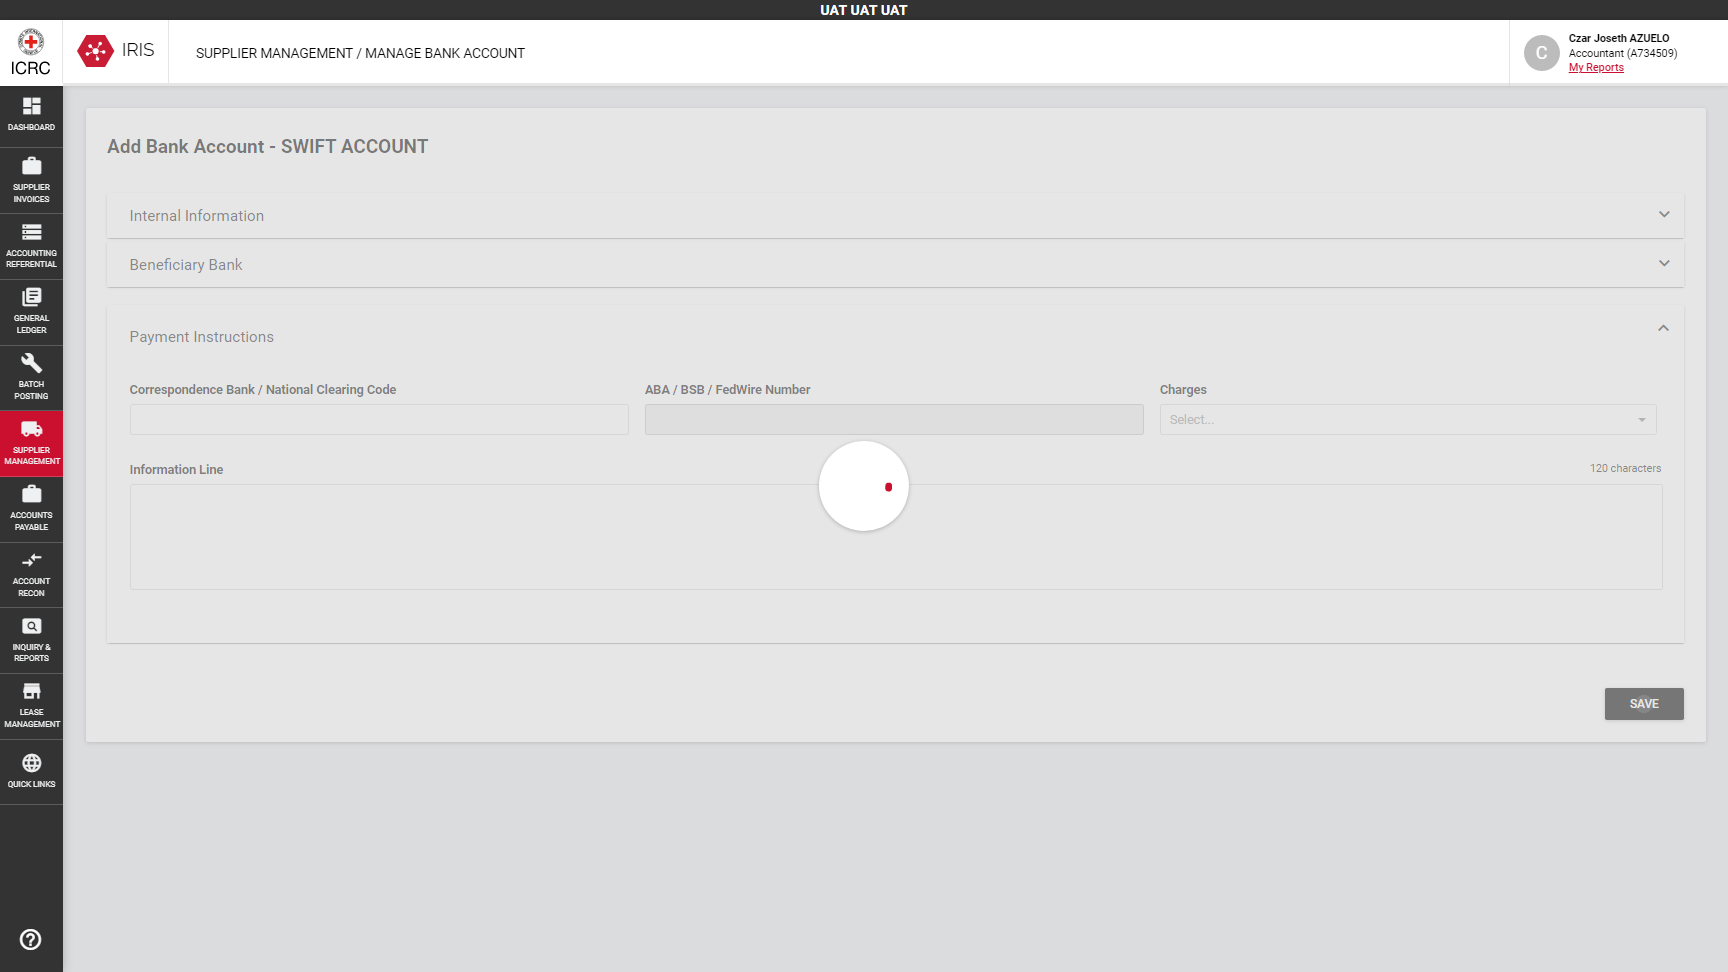 UAT UAT UAT
ICRC
IRIS
SUPPLIER MANAGEMENT / MANAGE BANK ACCOUNT
C
Czar Joseth AZUELO
Accountant (A734509)
My Reports
DASHBOARD
SUPPLIER
INVOICES
ACCOUNTING
REFERENTIAL
GENERAL
LEDGER
BATCH
POSTING
SUPPLIER
MANAGEMENT
ACCOUNTS
PAYABLE
ACCOUNT
RECON
INQUIRY &
REPORTS
LEASE
MANAGEMENT
QUICK LINKS
Add Bank Account - SWIFT ACCOUNT
Internal Information
Beneficiary Bank
Payment Instructions
Correspondence Bank / National Clearing Code
ABA / BSB / FedWire Number
Charges
Select...
Information Line
120 characters
SAVE